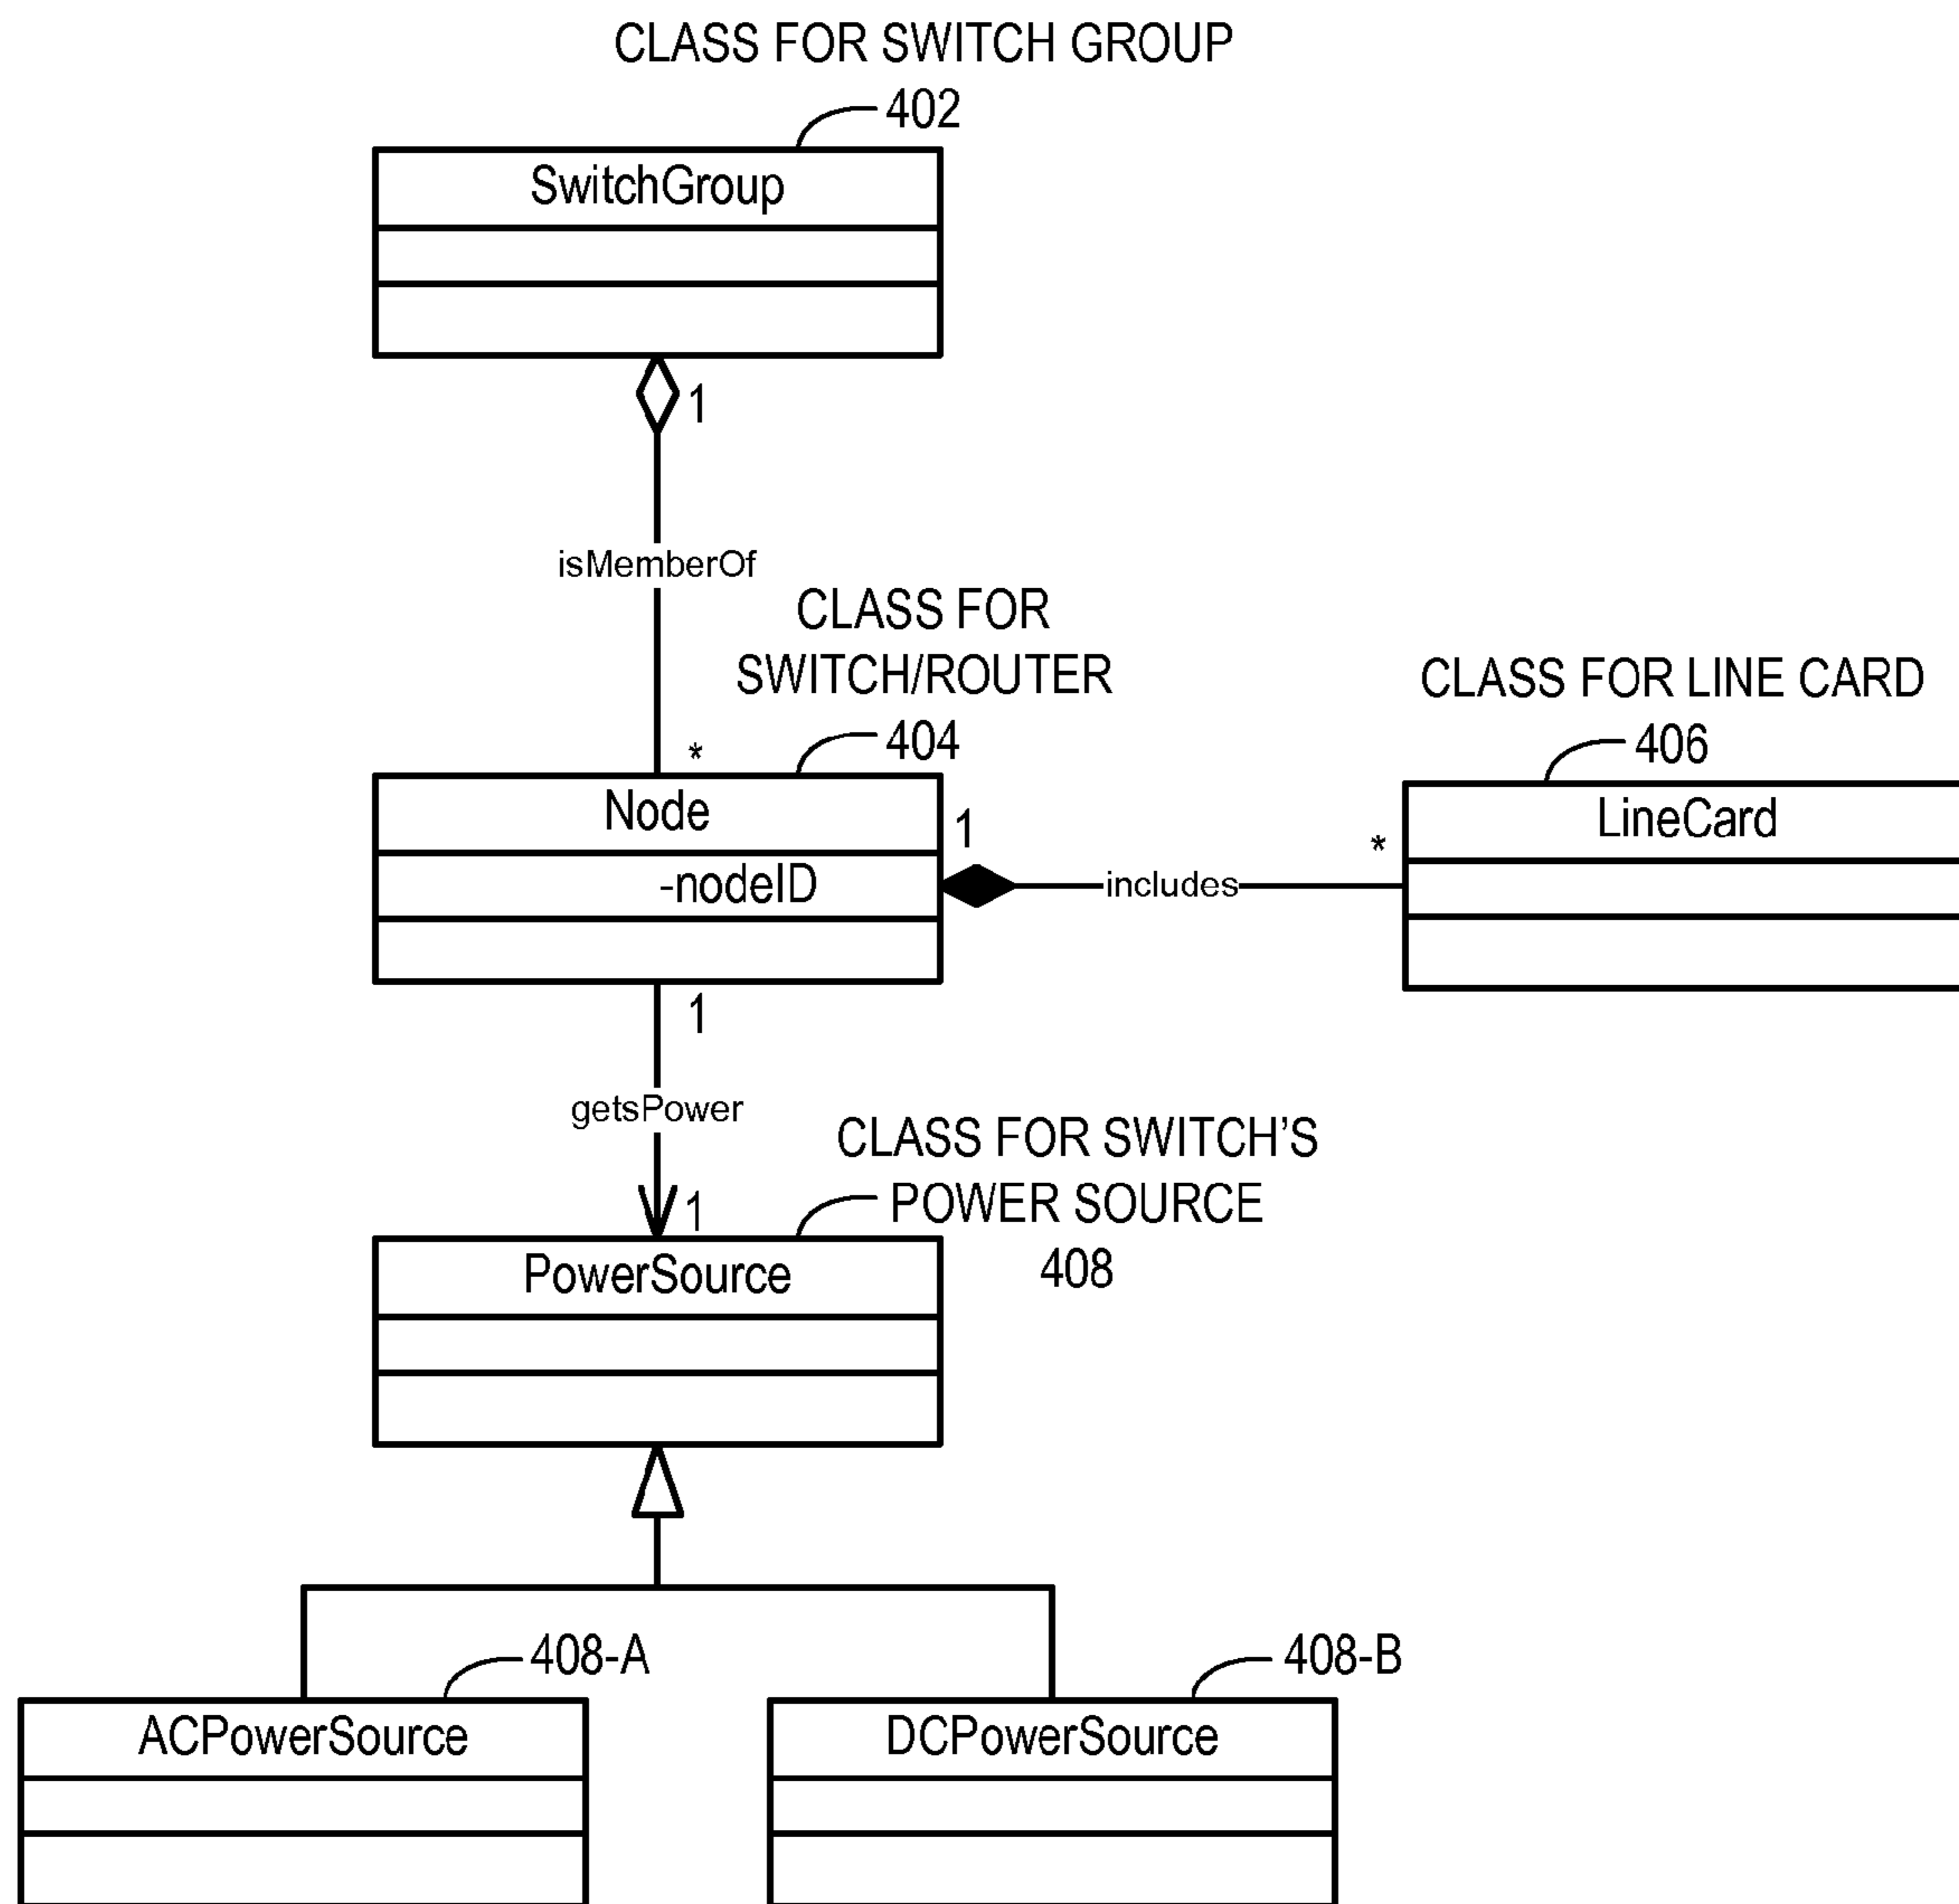 CLASS FOR SWITCH GROUP
402
SwitchGroup
1
isMemberOf
CLASS FOR
SWITCH/ROUTER
404
*
Node
-nodeID
1
includes
*
CLASS FOR LINE CARD
406
LineCard
1
getsPower
1
CLASS FOR SWITCH'S
POWER SOURCE
408
PowerSource
408-A
ACPowerSource
408-B
DCPowerSource